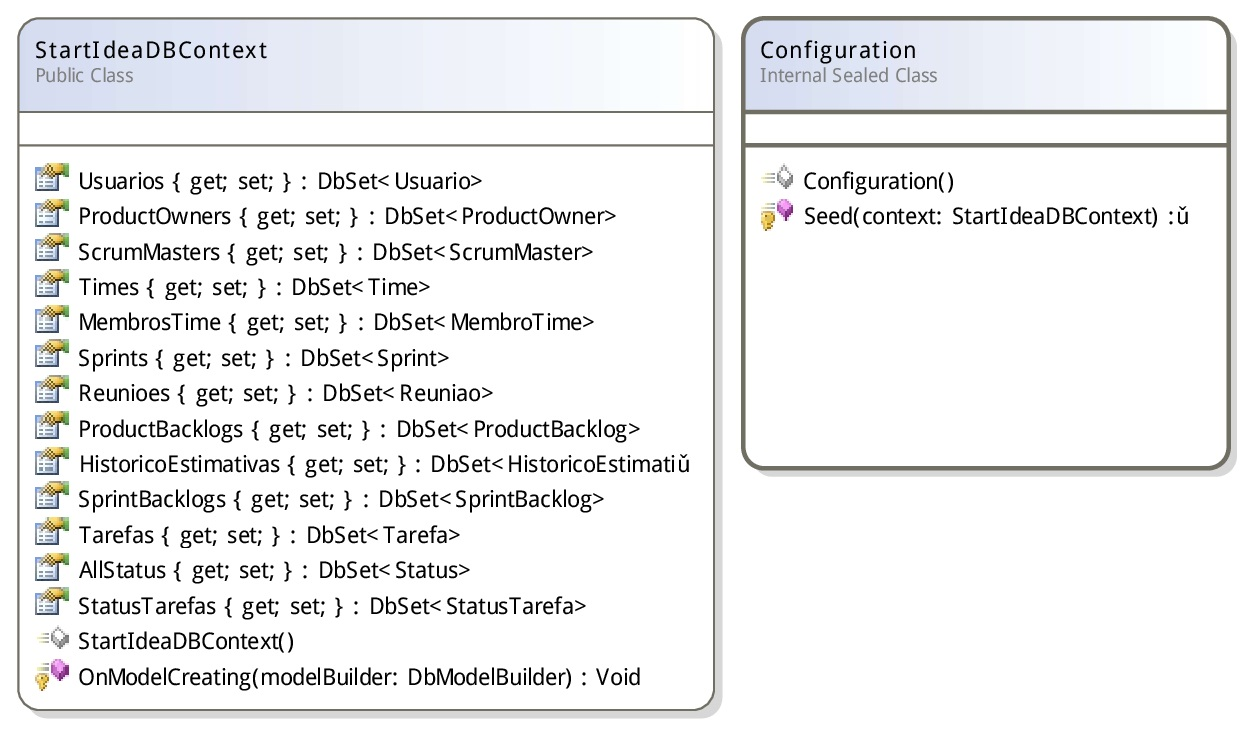 StartIdeaDBContext
Public Class
Usuarios { get; set; } : DbSet<Usuario>
ProductOwners { get; set; } : DbSet<ProductOwner>
ScrumMasters { get; set; } : DbSet<ScrumMaster>
Times { get; set; } : DbSet<Time>
MembrosTime { get; set; } : DbSet<MembroTime>
Sprints { get; set; } : DbSet<Sprint>
Reunioes { get; set; } : DbSet<Reuniao>
ProductBacklogs { get; set; } : DbSet<ProductBacklog>
HistoricoEstimativas { get; set; } : DbSet<HistoricoEstimatiǔ
SprintBacklogs { get; set; } : DbSet<SprintBacklog>
Tarefas { get; set; } : DbSet<Tarefa>
AllStatus { get; set; } : DbSet<Status>
StatusTarefas { get; set; } : DbSet<StatusTarefa>
StartIdeaDBContext()
OnModelCreating(modelBuilder: DbModelBuilder) : Void
Configuration
Internal Sealed Class
Configuration()
Seed(context: StartIdeaDBContext) :ǔ